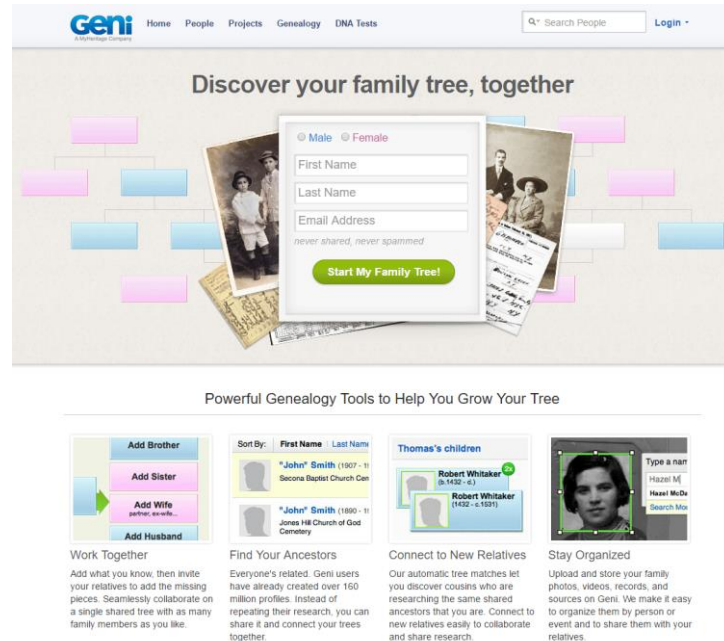 Geni
A MyHeritage Company
Home People Projects Genealogy DNA Tests
Search People
Login
Discover your family tree, together
Male Female
First Name
Last Name
Email Address
never shared, never spammed
Start My Family Tree!
Powerful Genealogy Tools to Help You Grow Your Tree
Add Brother
Add Sister
Add Wife
partner, ex-wife...
Add Husband
Sort By: First Name Last Name
"John" Smith (1907 - 19
Secona Baptist Church Cem
"John" Smith (1890 - 19
Jones Hill Church of God
Cemetery
Thomas's children
2x
Robert Whitaker
(b.1432 - d.)
Robert Whitaker
(1432 - c.1531)
Type a nam
Hazel M
Hazel McDa
Search Mo
Work Together
Add what you know, then invite
your relatives to add the missing
pieces. Seamlessly collaborate on
a single shared tree with as many
family members as you like.
Find Your Ancestors
Everyone's related. Geni users
have already created over 160
million profiles. Instead of
repeating their research, you can
share it and connect your trees
together.
Connect to New Relatives
Our automatic tree matches let
you discover cousins who are
researching the same shared
ancestors that you are. Connect to
new relatives easily to collaborate
and share research.
Stay Organized
Upload and store your family
photos, videos, records, and
sources on Geni. We make it easy
to organize them by person or
event and to share them with your
relatives.